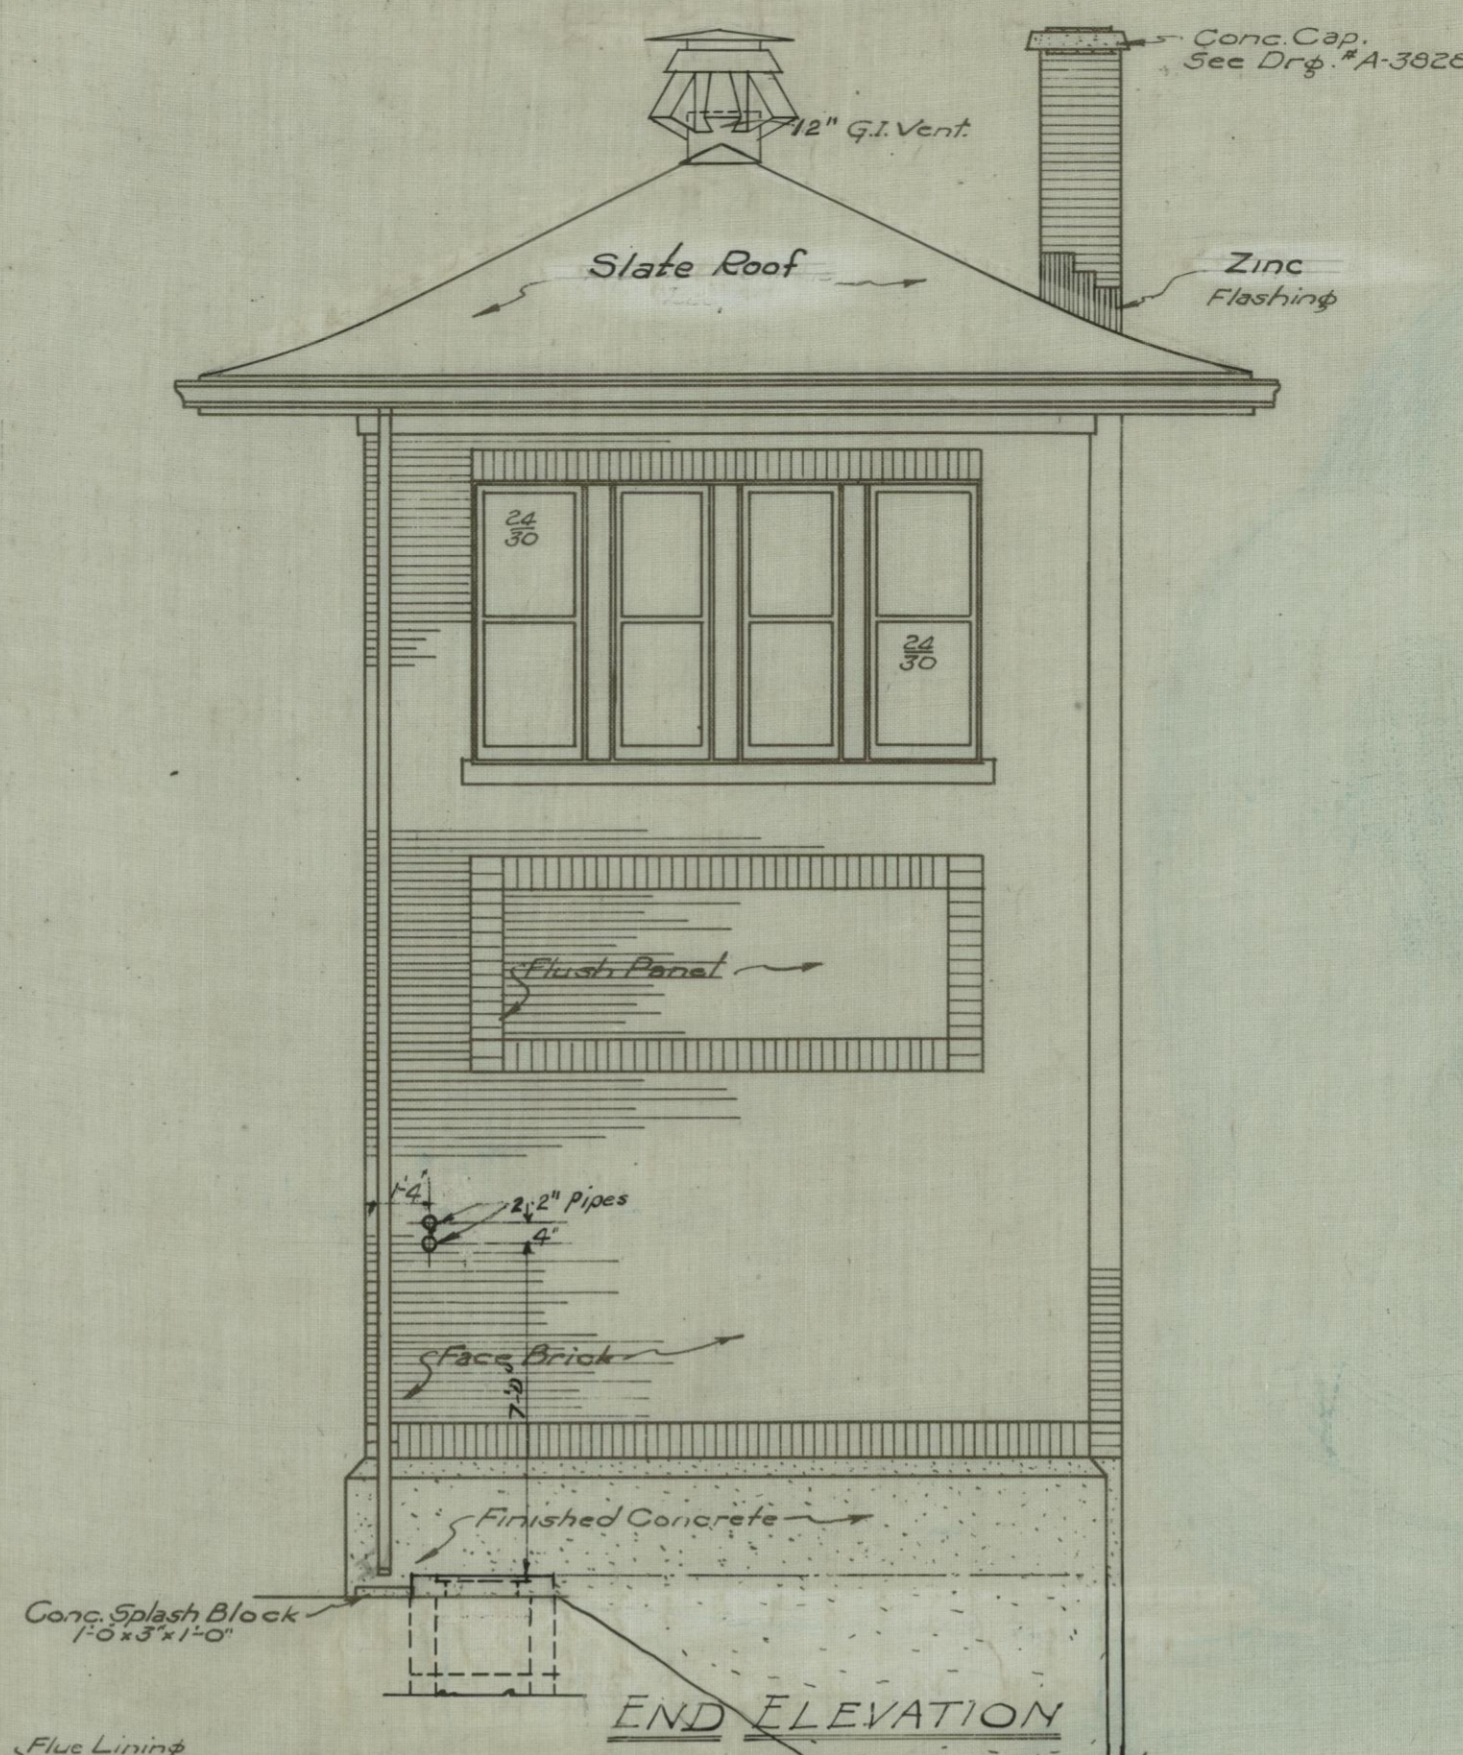 Conc. Cap.
See Drg. #A-3828
12" G.I. Vent.
Slate Roof
Zinc
Flashing
24
30
24
30
Flush Panel
1'-4"
2-2" Pipes
4"
Face Brick
7'-0"
Finished Concrete
Conc. Splash Block
1'-0" x 3" x 1'-0"
END ELEVATION
Flue Lining